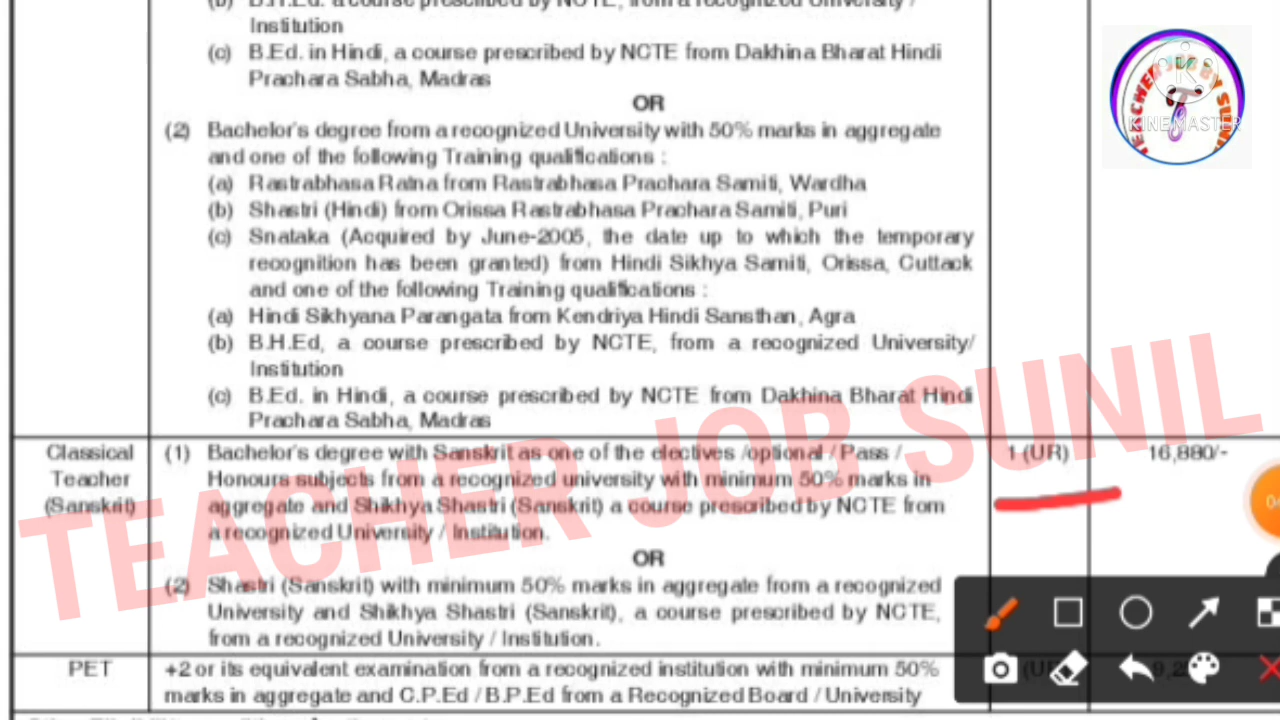 (b) B.H.Ed. a course prescribed by NCTE, from a recognized University /
Institution
(c) B.Ed. in Hindi, a course prescribed by NCTE from Dakhina Bharat Hindi
Prachara Sabha, Madras
OR
(2) Bachelor's degree from a recognized University with 50% marks in aggregate
and one of the following Training qualifications :
(a) Rastrabhasa Ratna from Rastrabhasa Prachara Samiti, Wardha
(b) Shastri (Hindi) from Orissa Rastrabhasa Prachara Samiti, Puri
(c) Snataka (Acquired by June-2005, the date up to which the temporary
recognition has been granted) from Hindi Sikhya Samiti, Orissa, Cuttack
and one of the following Training qualifications :
(a) Hindi Sikhyana Parangata from Kendriya Hindi Sansthan, Agra
(b) B.H.Ed, a course prescribed by NCTE, from a recognized University/
Institution
(c) B.Ed. in Hindi, a course prescribed by NCTE from Dakhina Bharat Hindi
Prachara Sabha, Madras
Classical
Teacher
(Sanskrit)
(1) Bachelor's degree with Sanskrit as one of the electives /optional / Pass /
Honours subjects from a recognized university with minimum 50% marks in
aggregate and Shikhya Shastri (Sanskrit) a course prescribed by NCTE from
a recognized University / Institution.
OR
(2) Shastri (Sanskrit) with minimum 50% marks in aggregate from a recognized
University and Shikhya Shastri (Sanskrit), a course prescribed by NCTE,
from a recognized University / Institution.
1 (UR)
16,880/-
PET
+2 or its equivalent examination from a recognized institution with minimum 50%
marks in aggregate and C.P.Ed / B.P.Ed from a Recognized Board / University
TEACHER JOB SUNIL
TEACHER JOB BY SUNIL
KINEMASTER